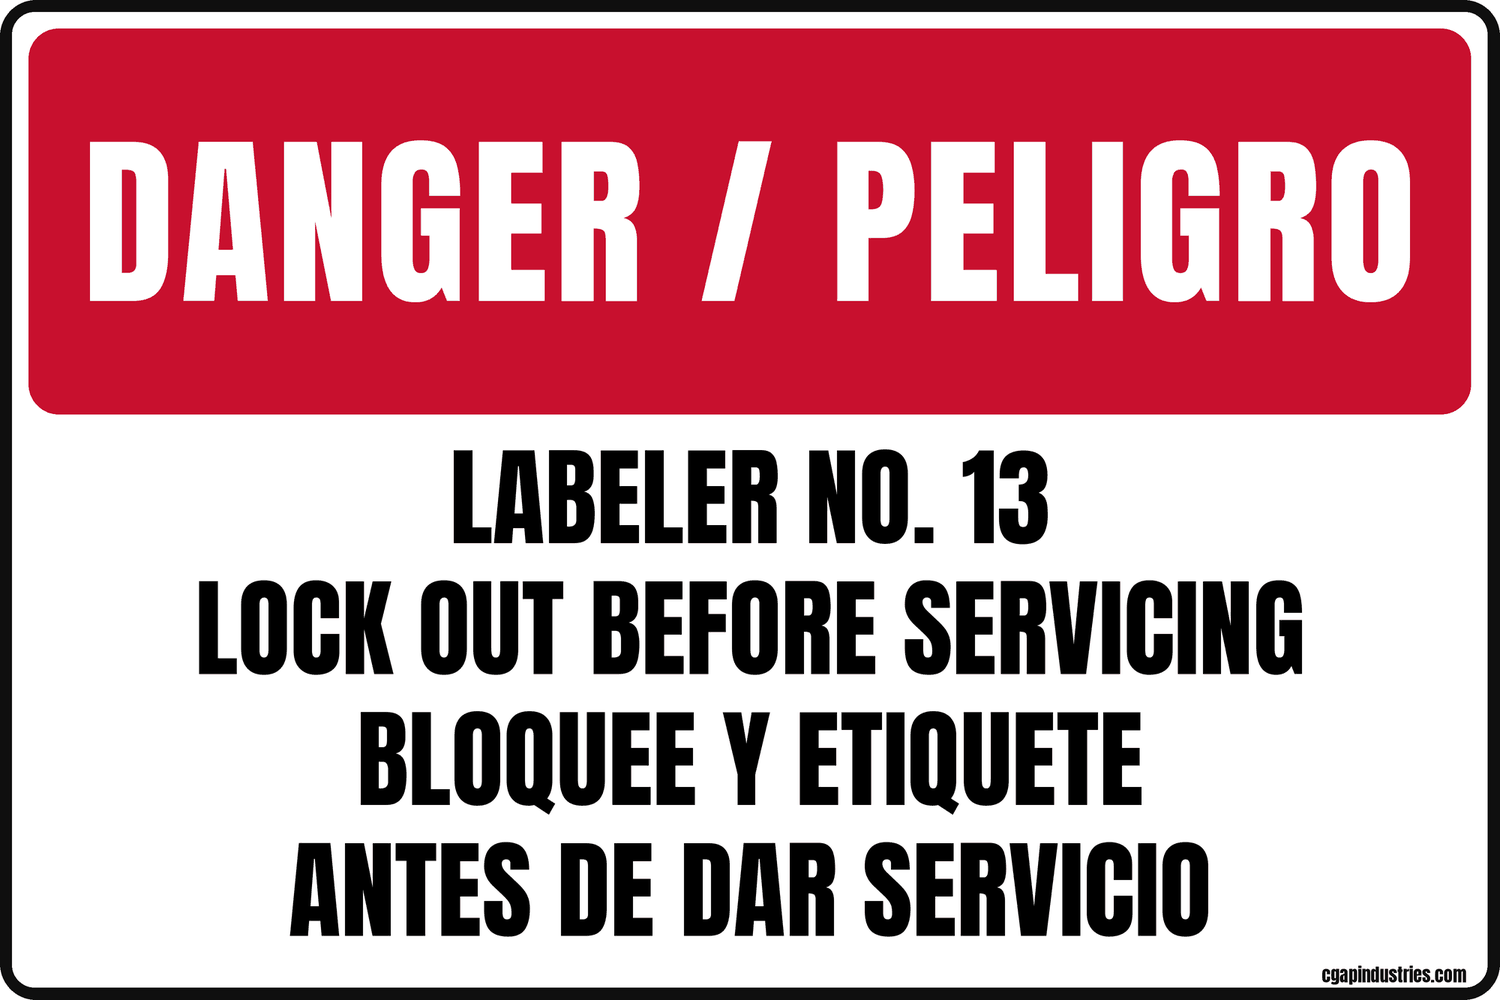 DANGER / PELIGRO
LABELER NO. 13
LOCK OUT BEFORE SERVICING
BLOQUEE Y ETIQUETE
ANTES DE DAR SERVICIO
cgapindustries.com